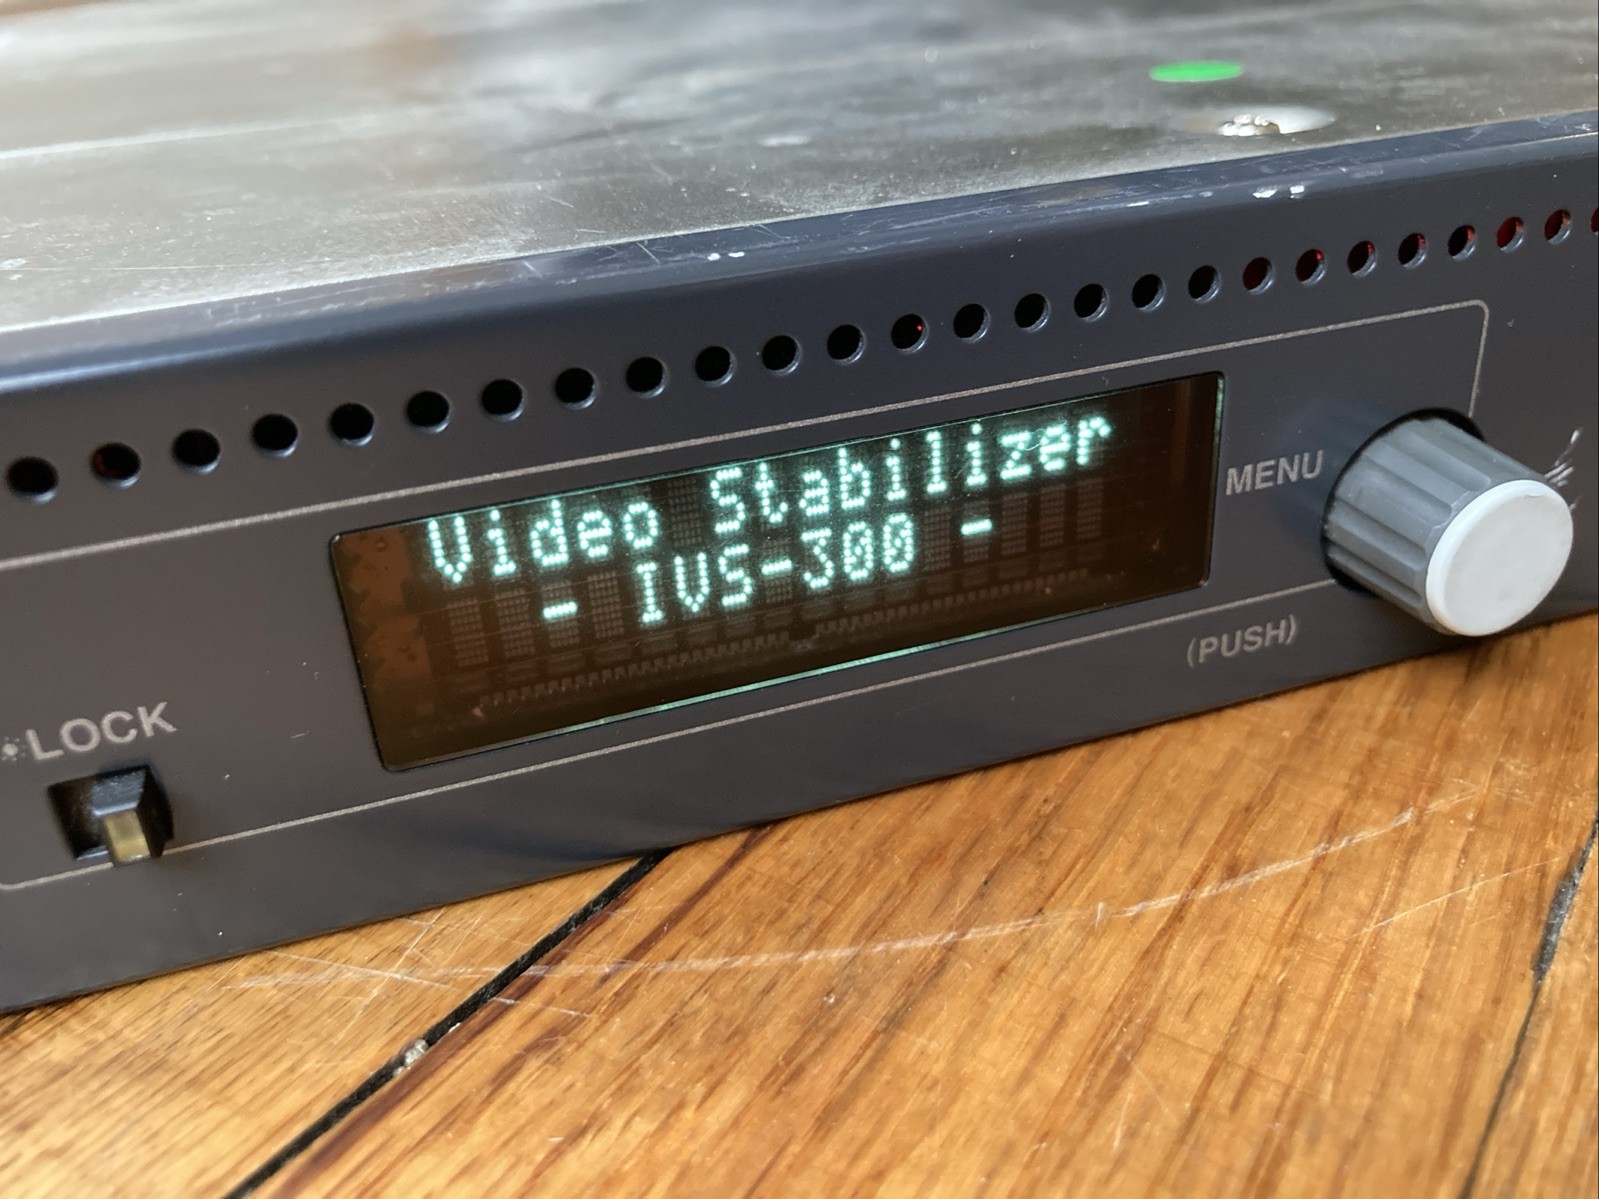 Video Stabilizer
- IVS-300 -
MENU
(PUSH)
LOCK